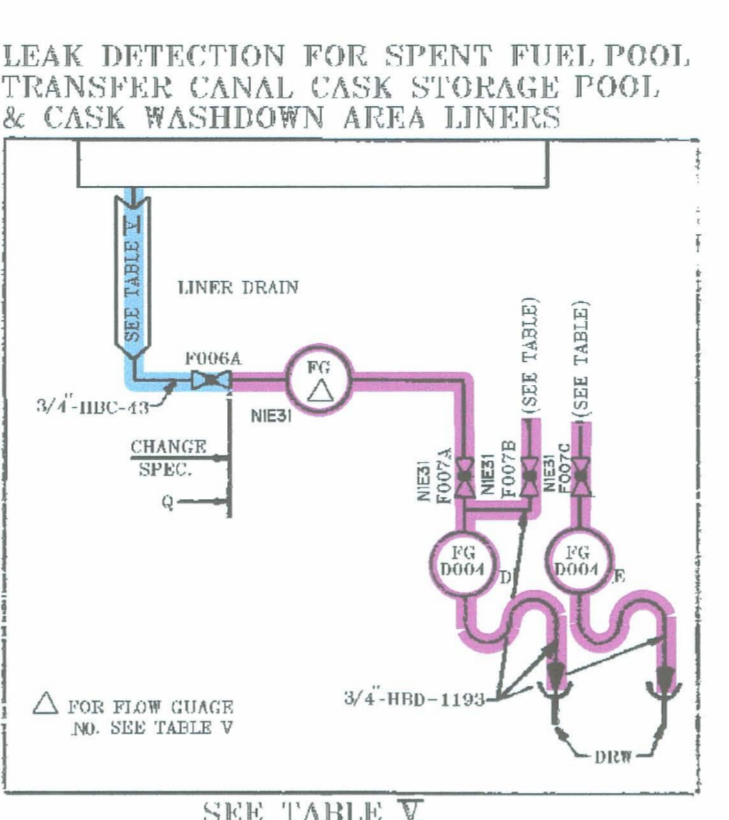 LEAK DETECTION FOR SPENT FUEL POOL
TRANSFER CANAL CASK STORAGE POOL
& CASK WASHDOWN AREA LINERS
SEE TABLE V
LINER DRAIN
F006A
FG
△
N1E31
3/4"-HBC-43
CHANGE
SPEC.
Q
(SEE TABLE)
(SEE TABLE)
N1E31
F007A
N1E31
F007B
N1E31
F007C
FG
D004
D
FG
D004
E
3/4"-HBD-1193
DRW
△ FOR FLOW GUAGE
NO. SEE TABLE V
SEE TABLE V